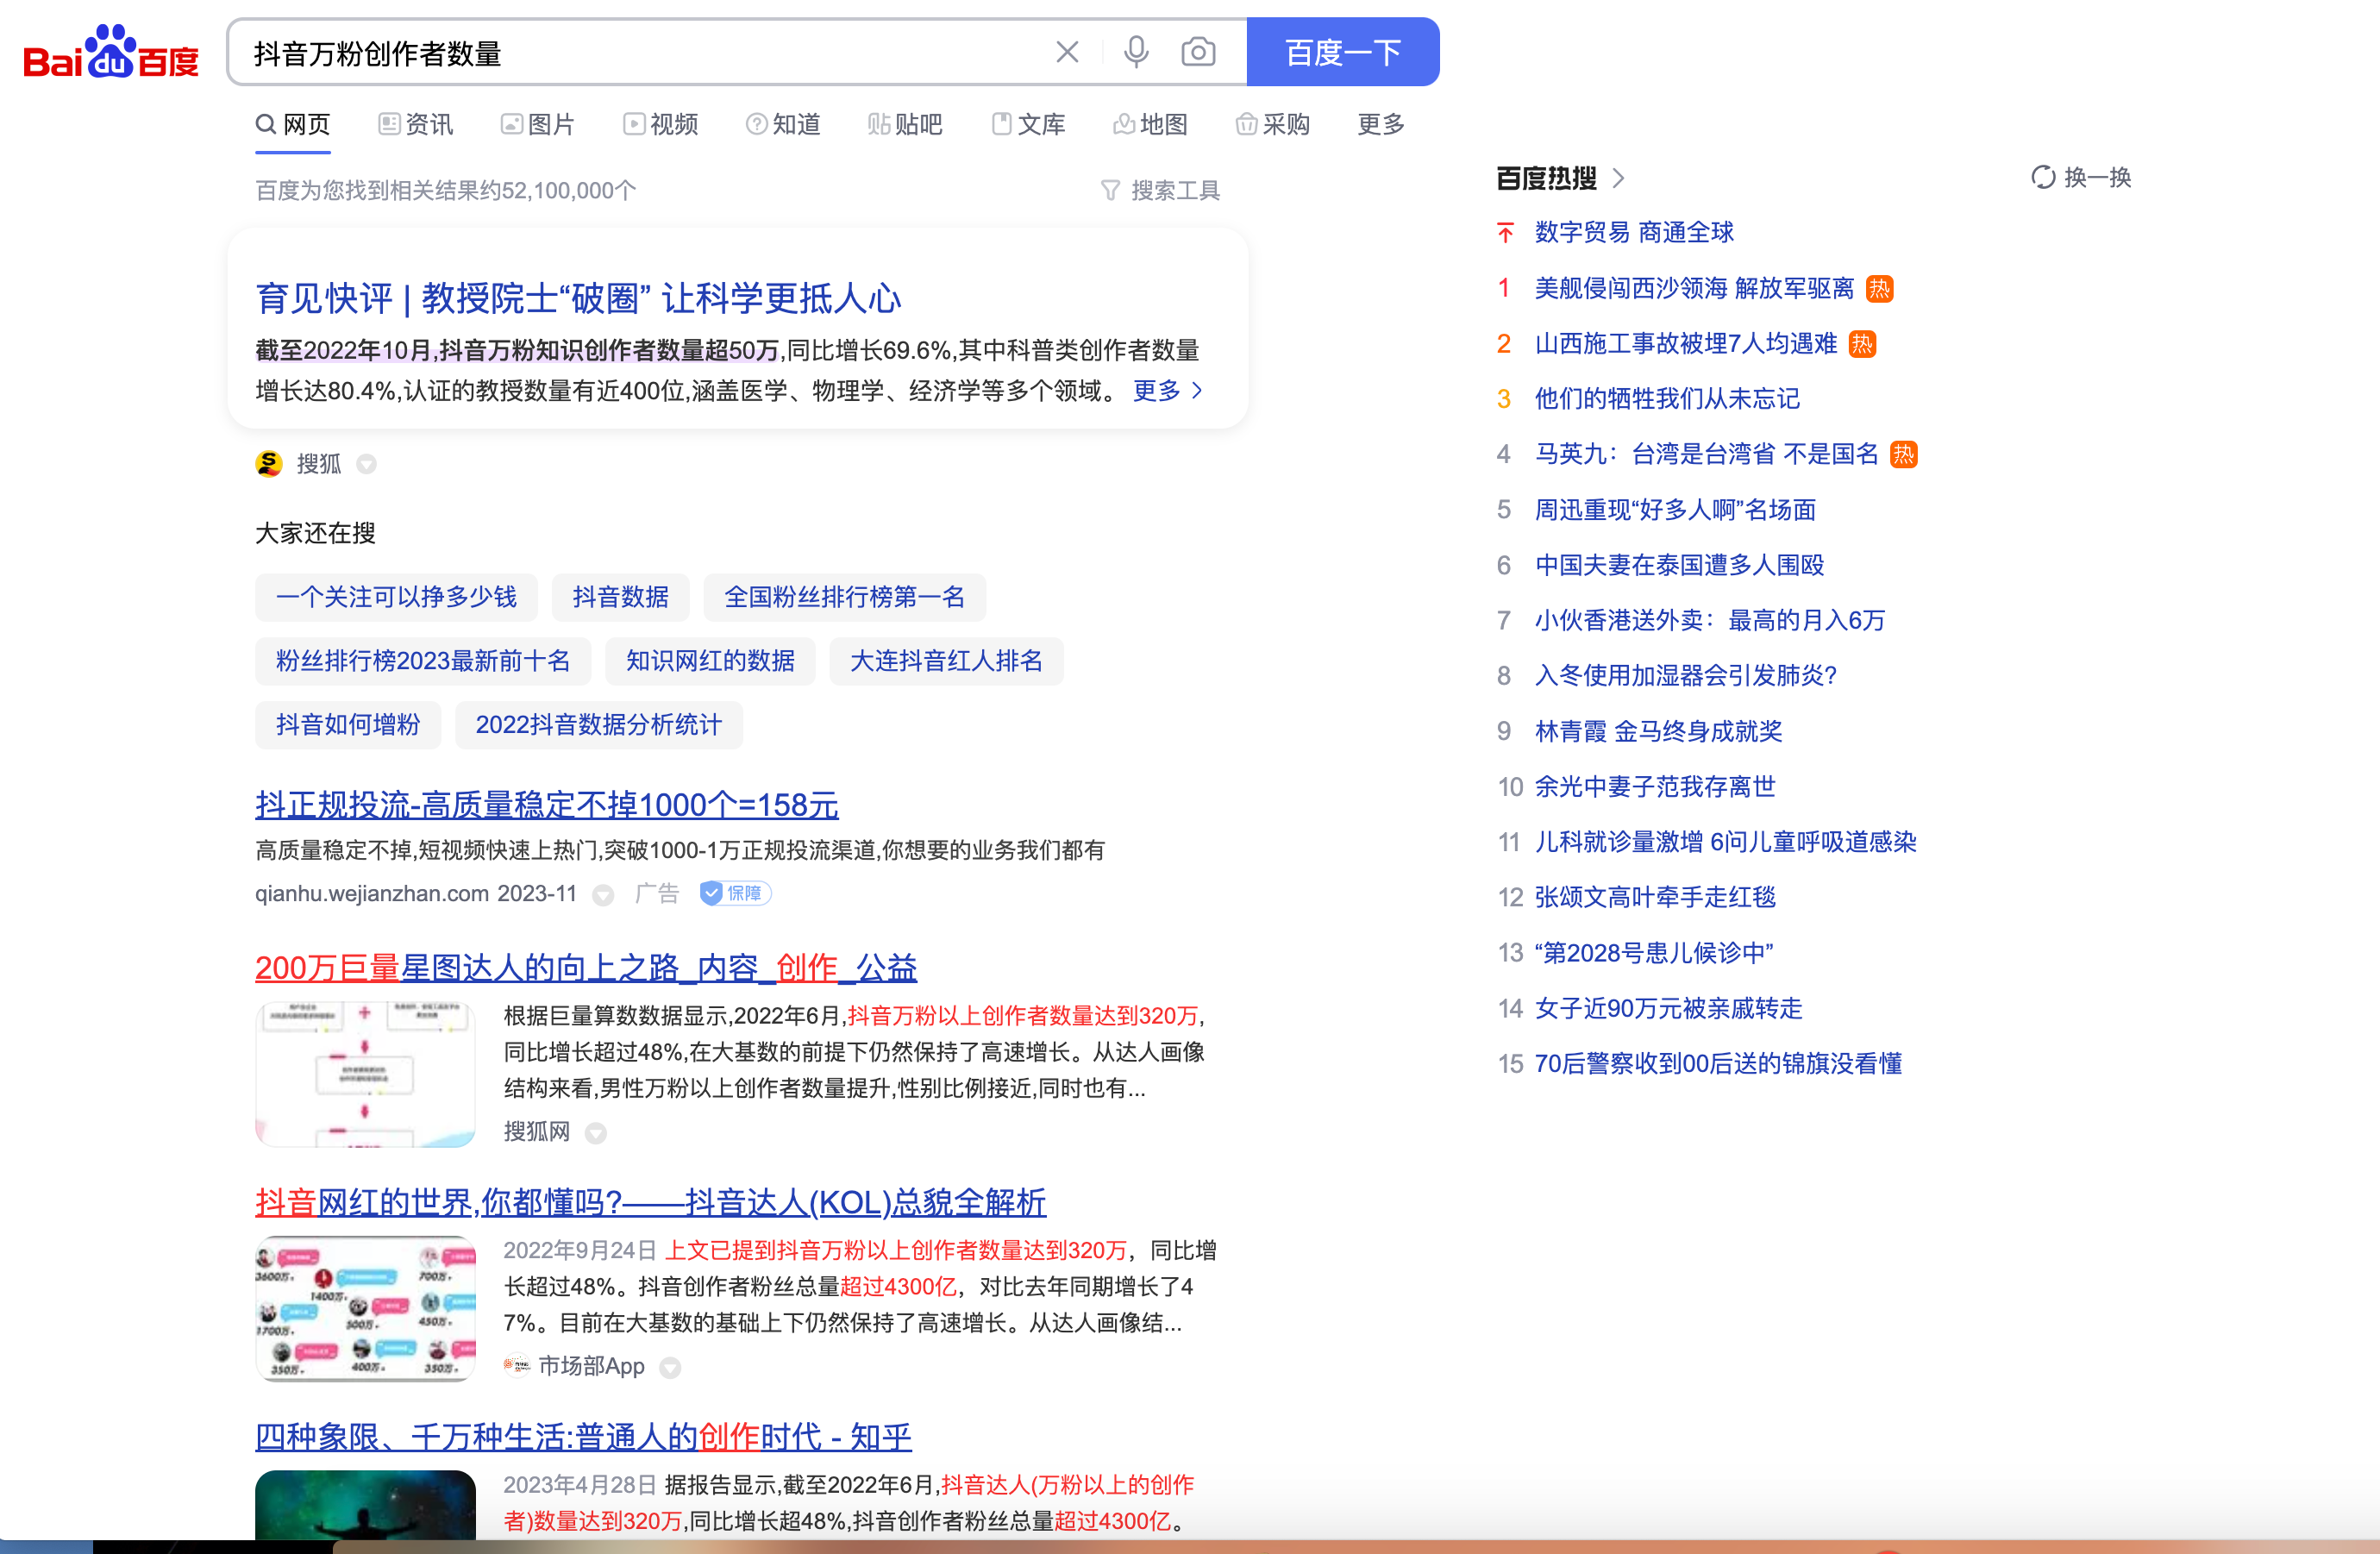 Bai du 百度
抖音万粉创作者数量
百度一下
网页 资讯 图片 视频 知道 贴贴吧 文库 地图 采购 更多
百度为您找到相关结果约52,100,000个
搜索工具
育见快评 | 教授院士“破圈” 让科学更抵人心
截至2022年10月,抖音万粉知识创作者数量超50万,同比增长69.6%,其中科普类创作者数量
增长达80.4%,认证的教授数量有近400位,涵盖医学、物理学、经济学等多个领域。 更多
搜狐
大家还在搜
一个关注可以挣多少钱 抖音数据 全国粉丝排行榜第一名
粉丝排行榜2023最新前十名 知识网红的数据 大连抖音红人排名
抖音如何增粉 2022抖音数据分析统计
抖正规投流-高质量稳定不掉1000个=158元
高质量稳定不掉,短视频快速上热门,突破1000-1万正规投流渠道,你想要的业务我们都有
qianhu.wejianzhan.com 2023-11 广告 保障
200万巨量星图达人的向上之路_内容_创作_公益
根据巨量算数数据显示,2022年6月,抖音万粉以上创作者数量达到320万,
同比增长超过48%,在大基数的前提下仍然保持了高速增长。从达人画像
结构来看,男性万粉以上创作者数量提升,性别比例接近,同时也有...
搜狐网
抖音网红的世界,你都懂吗?——抖音达人(KOL)总貌全解析
3600万+ 700万+
1400万+
1700万+ 500万+ 450万+
350万+ 400万+ 350万+
2022年9月24日 上文已提到抖音万粉以上创作者数量达到320万，同比增
长超过48%。抖音创作者粉丝总量超过4300亿，对比去年同期增长了4
7%。目前在大基数的基础上下仍然保持了高速增长。从达人画像结...
市场部App
四种象限、千万种生活:普通人的创作时代 - 知乎
2023年4月28日 据报告显示,截至2022年6月,抖音达人(万粉以上的创作
者)数量达到320万,同比增长超48%,抖音创作者粉丝总量超过4300亿。
百度热搜
换一换
数字贸易 商通全球
1 美舰侵闯西沙领海 解放军驱离 热
2 山西施工事故被埋7人均遇难 热
3 他们的牺牲我们从未忘记
4 马英九：台湾是台湾省 不是国名 热
5 周迅重现“好多人啊”名场面
6 中国夫妻在泰国遭多人围殴
7 小伙香港送外卖：最高的月入6万
8 入冬使用加湿器会引发肺炎?
9 林青霞 金马终身成就奖
10 余光中妻子范我存离世
11 儿科就诊量激增 6问儿童呼吸道感染
12 张颂文高叶牵手走红毯
13 “第2028号患儿候诊中”
14 女子近90万元被亲戚转走
15 70后警察收到00后送的锦旗没看懂